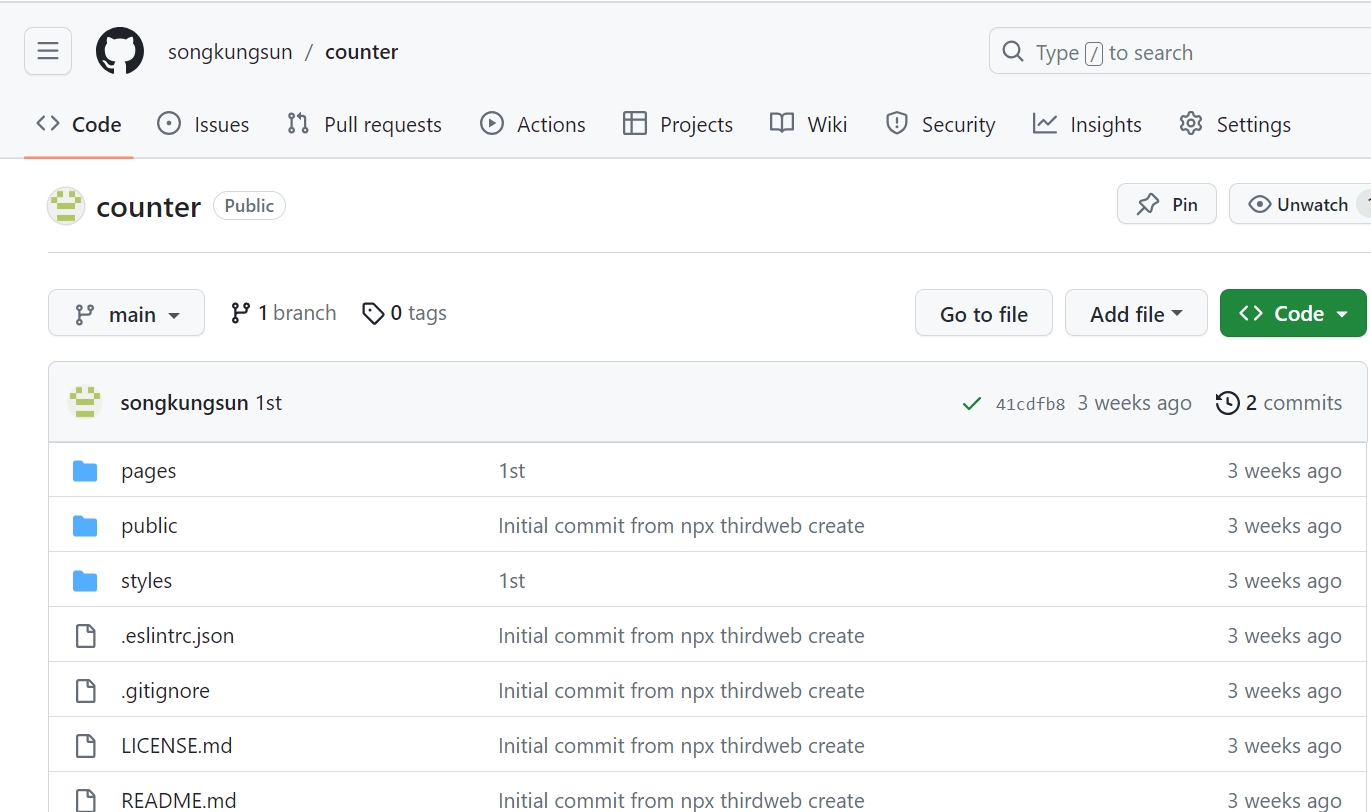 songkungsun / counter
Type / to search
Code Issues Pull requests Actions Projects Wiki Security Insights Settings
counter Public
Pin Unwatch
main 1 branch 0 tags
Go to file Add file Code
songkungsun 1st 41cdfb8 3 weeks ago 2 commits
pages 1st 3 weeks ago
public Initial commit from npx thirdweb create 3 weeks ago
styles 1st 3 weeks ago
.eslintrc.json Initial commit from npx thirdweb create 3 weeks ago
.gitignore Initial commit from npx thirdweb create 3 weeks ago
LICENSE.md Initial commit from npx thirdweb create 3 weeks ago
README.md Initial commit from npx thirdweb create 3 weeks ago